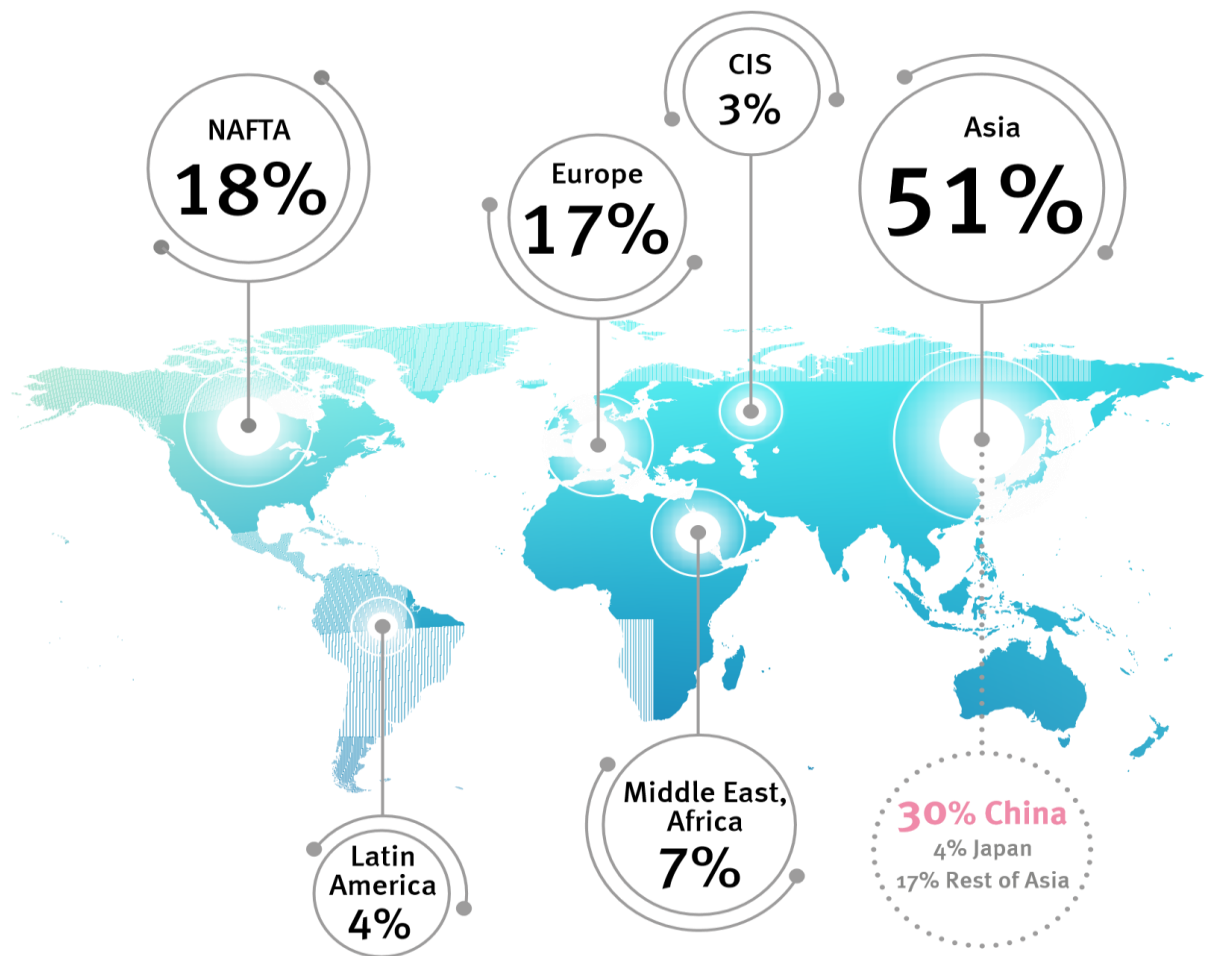 NAFTA
18%
Europe
17%
CIS
3%
Asia
51%
Latin
America
4%
Middle East,
Africa
7%
30% China
4% Japan
17% Rest of Asia